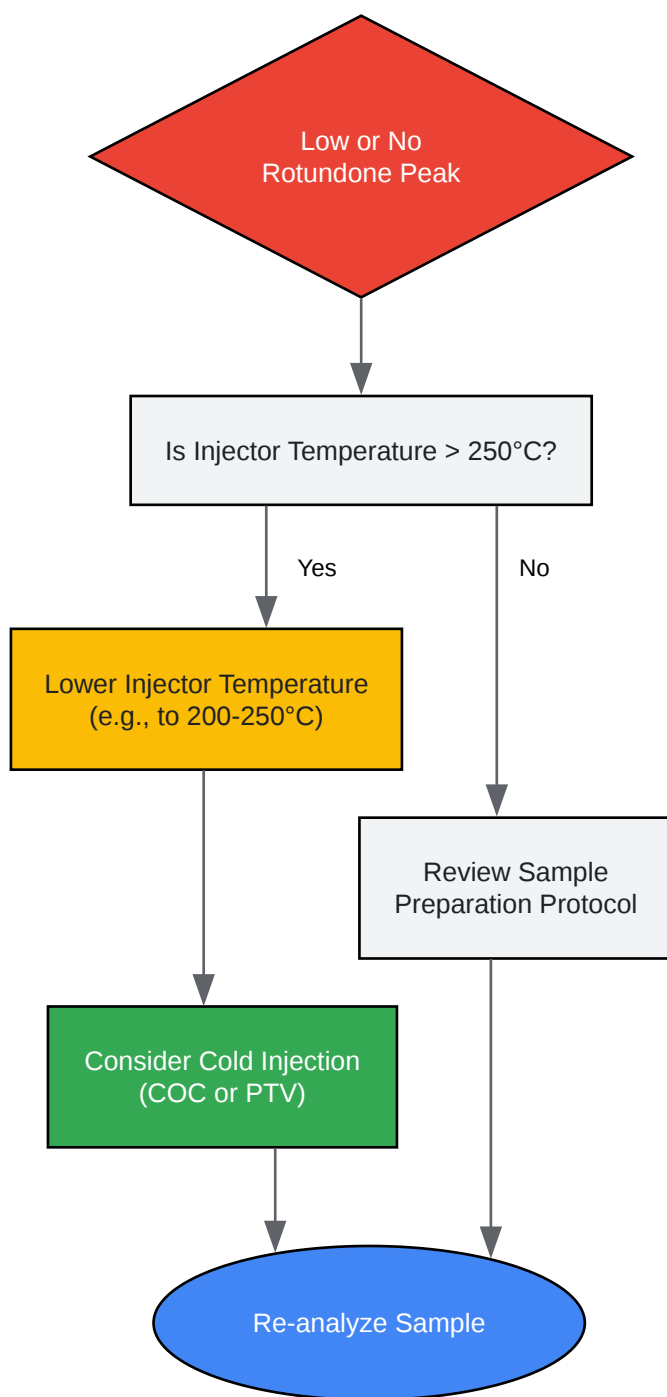 Low or No
Rotundone Peak
Is Injector Temperature > 250°C?
Yes
No
Lower Injector Temperature
(e.g., to 200-250°C)
Review Sample
Preparation Protocol
Consider Cold Injection
(COC or PTV)
Re-analyze Sample